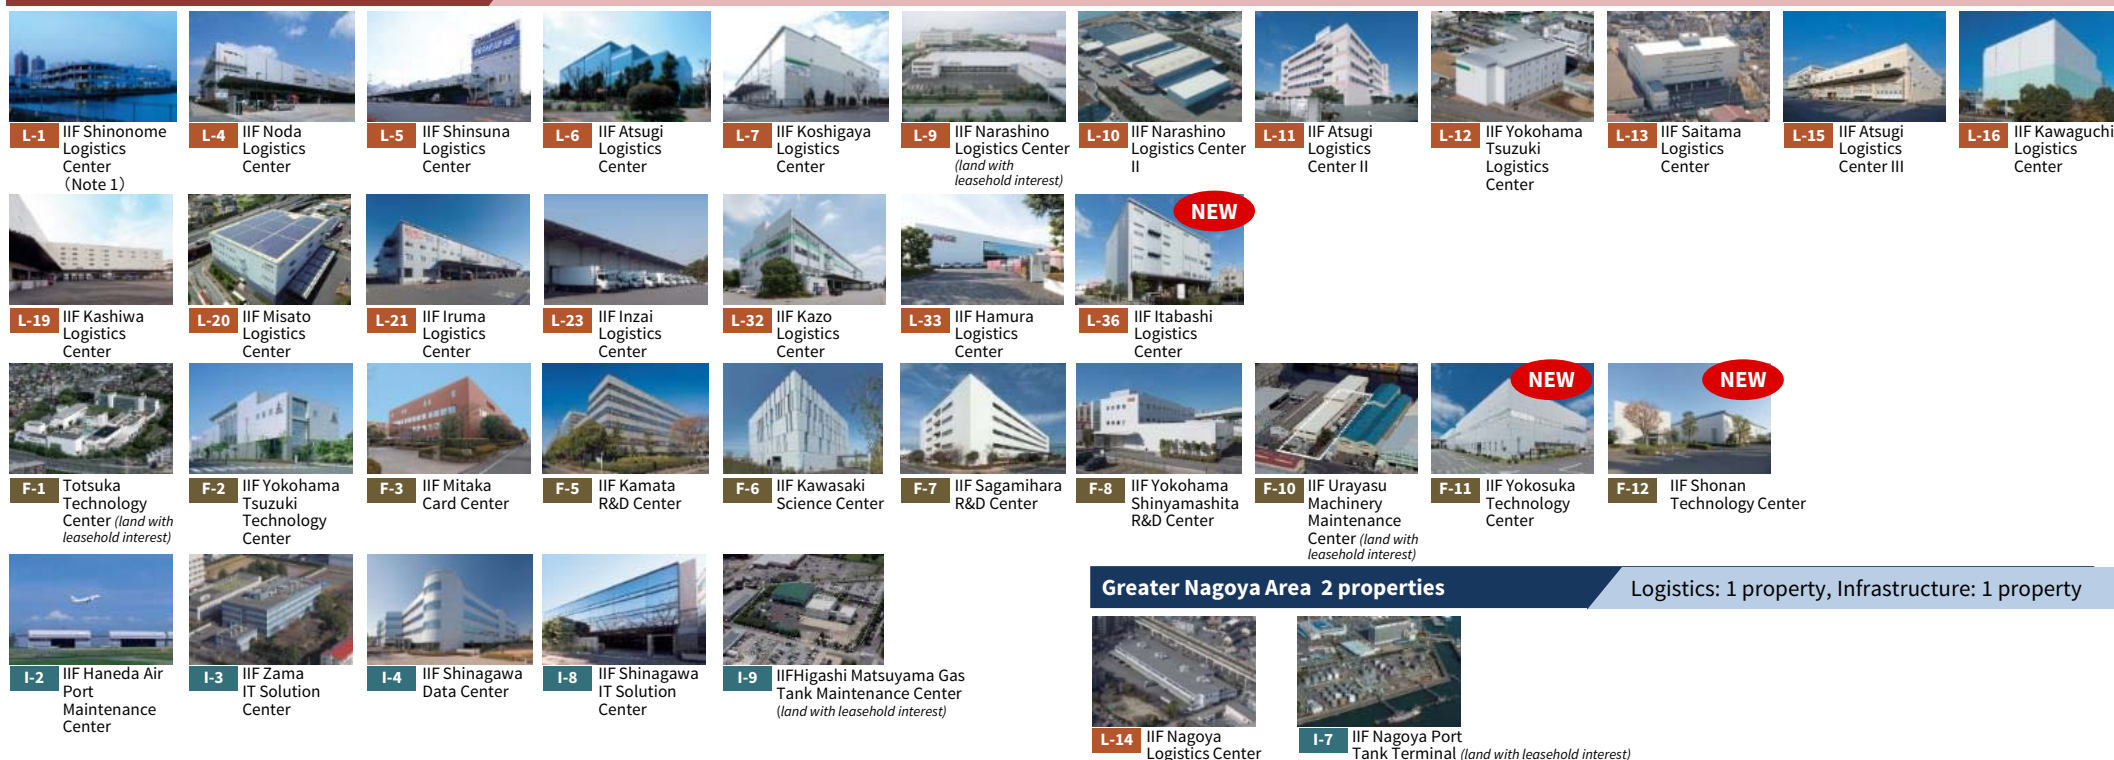 L-1 IIF Shinonome
Logistics
Center
(Note 1)
L-4 IIF Noda
Logistics
Center
L-5 IIF Shinsuna
Logistics
Center
L-6 IIF Atsugi
Logistics
Center
L-7 IIF Koshigaya
Logistics
Center
L-9 IIF Narashino
Logistics Center
(land with
leasehold interest)
L-10 IIF Narashino
Logistics Center
II
L-11 IIF Atsugi
Logistics
Center II
L-12 IIF Yokohama
Tsuzuki
Logistics
Center
L-13 IIF Saitama
Logistics
Center
L-15 IIF Atsugi
Logistics
Center III
L-16 IIF Kawaguchi
Logistics
Center
L-19 IIF Kashiwa
Logistics
Center
L-20 IIF Misato
Logistics
Center
L-21 IIF Iruma
Logistics
Center
L-23 IIF Inzai
Logistics
Center
L-32 IIF Kazo
Logistics
Center
L-33 IIF Hamura
Logistics
Center
NEW
L-36 IIF Itabashi
Logistics
Center
F-1 Totsuka
Technology
Center (land with
leasehold interest)
F-2 IIF Yokohama
Tsuzuki
Technology
Center
F-3 IIF Mitaka
Card Center
F-5 IIF Kamata
R&D Center
F-6 IIF Kawasaki
Science Center
F-7 IIF Sagamihara
R&D Center
F-8 IIF Yokohama
Shinyamashita
R&D Center
F-10 IIF Urayasu
Machinery
Maintenance
Center (land with
leasehold interest)
NEW
F-11 IIF Yokosuka
Technology
Center
NEW
F-12 IIF Shonan
Technology Center
I-2 IIF Haneda Air
Port
Maintenance
Center
I-3 IIF Zama
IT Solution
Center
I-4 IIF Shinagawa
Data Center
I-8 IIF Shinagawa
IT Solution
Center
I-9 IIFHigashi Matsuyama Gas
Tank Maintenance Center
(land with leasehold interest)
Greater Nagoya Area 2 properties
Logistics: 1 property, Infrastructure: 1 property
L-14 IIF Nagoya
Logistics Center
I-7 IIF Nagoya Port
Tank Terminal (land with leasehold interest)